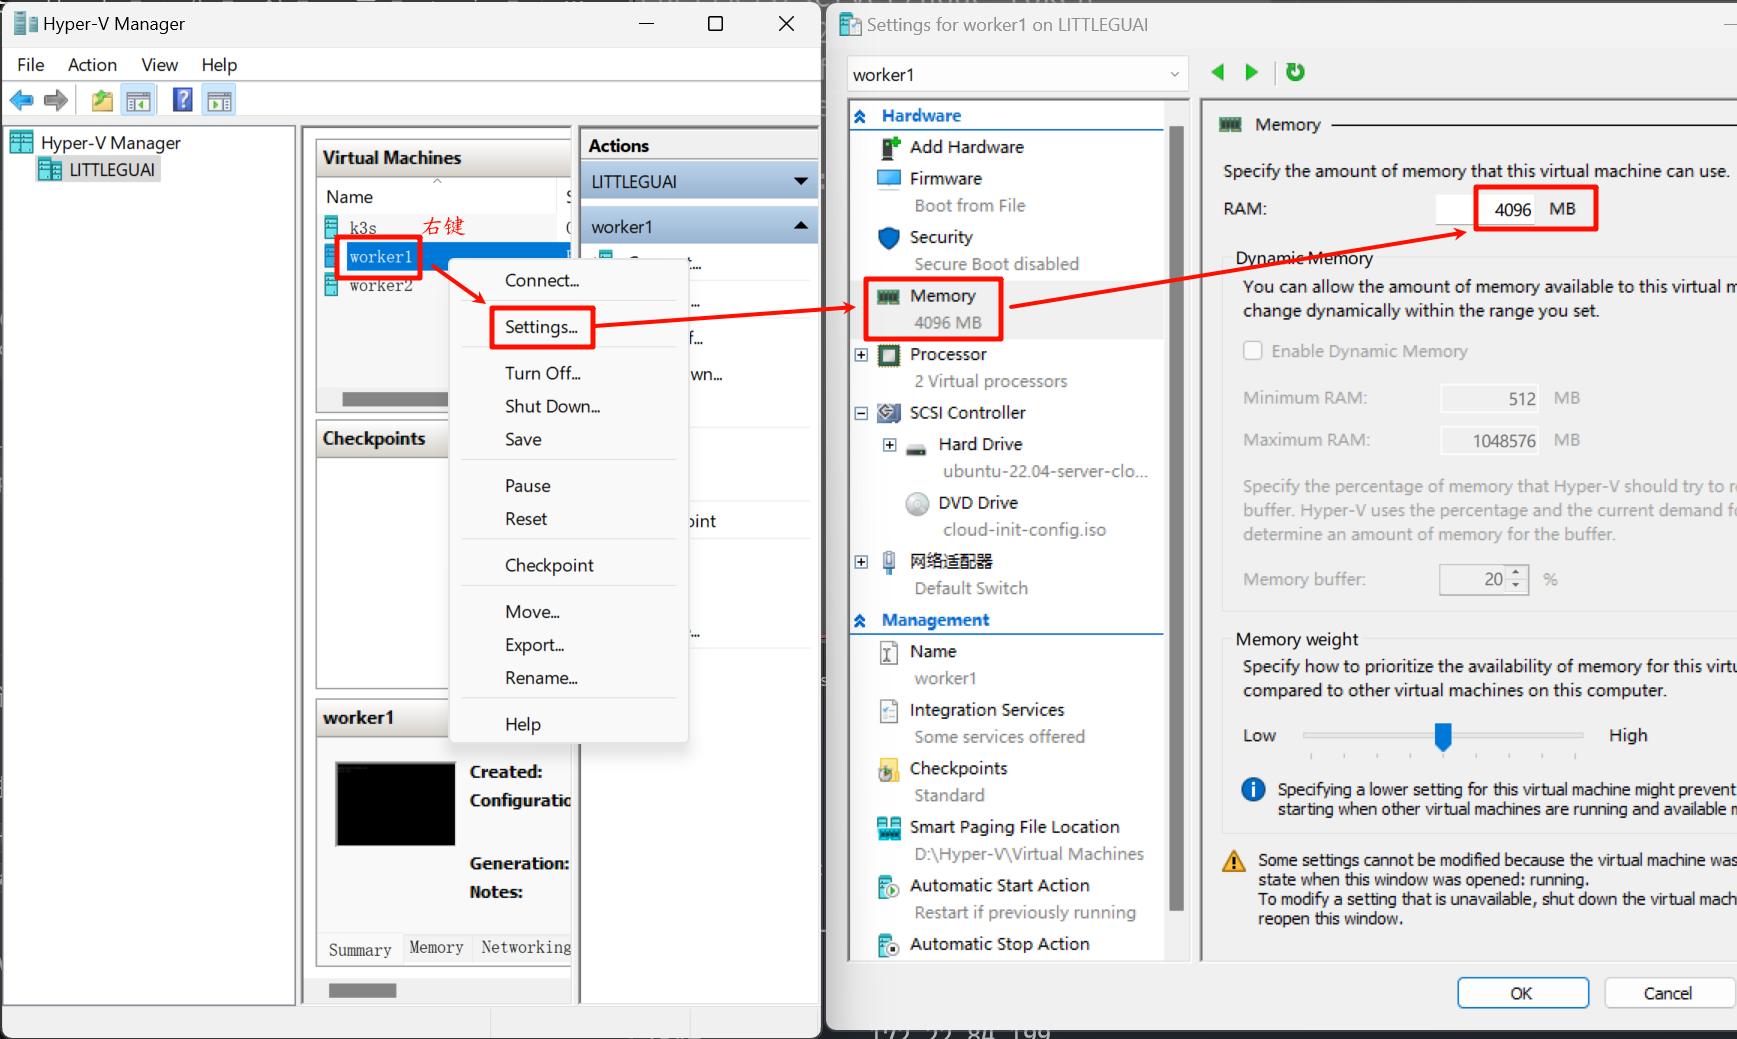 Hyper-V Manager
File Action View Help
Hyper-V Manager
LITTLEGUAI
Virtual Machines
Name
k3s
右键
worker1
worker2
Checkpoints
worker1
Created:
Configuratio
Generation:
Notes:
Summary Memory Networking
Actions
LITTLEGUAI
worker1
Connect...
Settings...
Turn Off...
Shut Down...
Save
Pause
Reset
Checkpoint
Move...
Export...
Rename...
Help
Settings for worker1 on LITTLEGUAI
worker1
Hardware
Add Hardware
Firmware
Boot from File
Security
Secure Boot disabled
Memory
4096 MB
Processor
2 Virtual processors
SCSI Controller
Hard Drive
ubuntu-22.04-server-clo...
DVD Drive
cloud-init-config.iso
网络适配器
Default Switch
Management
Name
worker1
Integration Services
Some services offered
Checkpoints
Standard
Smart Paging File Location
D:\Hyper-V\Virtual Machines
Automatic Start Action
Restart if previously running
Automatic Stop Action
Memory
Specify the amount of memory that this virtual machine can use.
RAM: 4096 MB
Dynamic Memory
You can allow the amount of memory available to this virtual m
change dynamically within the range you set.
Enable Dynamic Memory
Minimum RAM: 512 MB
Maximum RAM: 1048576 MB
Specify the percentage of memory that Hyper-V should try to r
buffer. Hyper-V uses the percentage and the current demand f
determine an amount of memory for the buffer.
Memory buffer: 20 %
Memory weight
Specify how to prioritize the availability of memory for this virtu
compared to other virtual machines on this computer.
Low High
Specifying a lower setting for this virtual machine might prevent
starting when other virtual machines are running and available m
Some settings cannot be modified because the virtual machine was
state when this window was opened: running.
To modify a setting that is unavailable, shut down the virtual mach
reopen this window.
OK Cancel